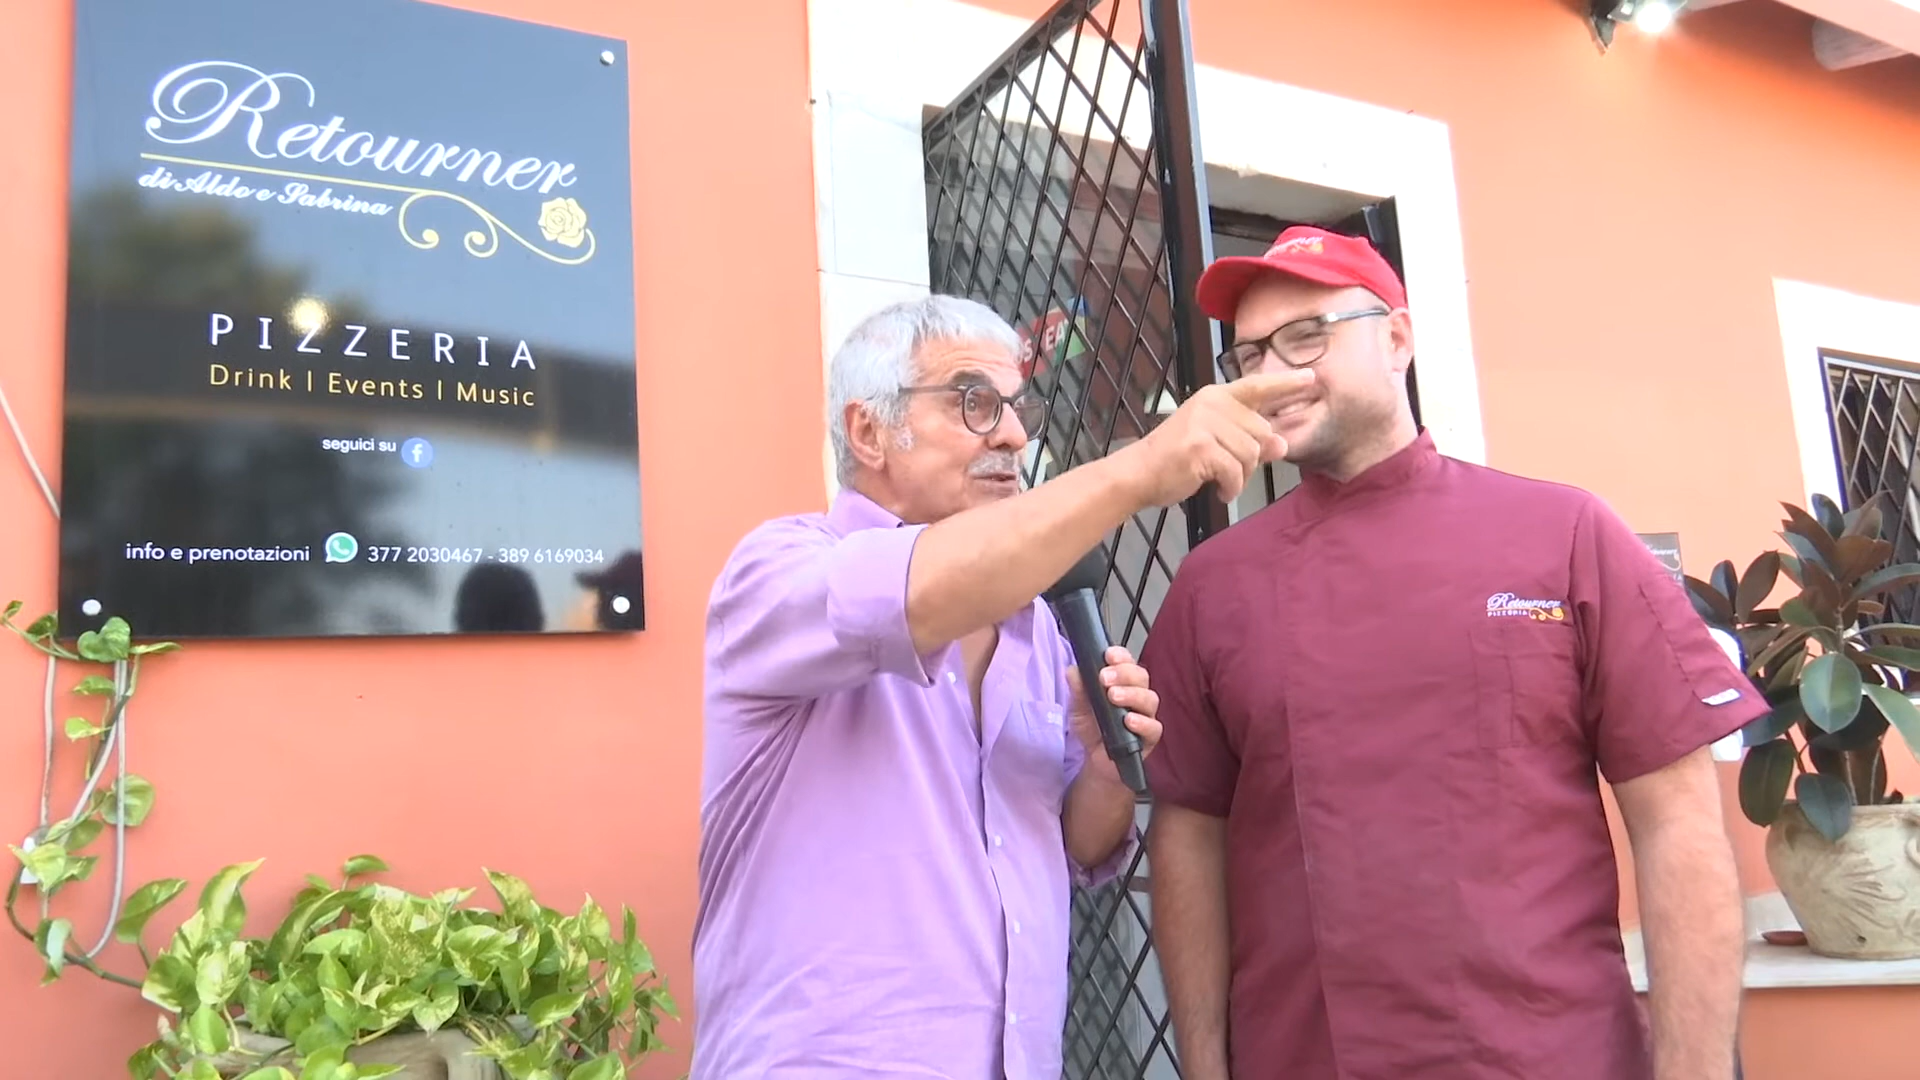 Retourner
di Aldo e Sabrina
PIZZERIA
Drink | Events | Music
seguici su f
info e prenotazioni 377 2030467 - 389 6169034
Retourner
PIZZERIA